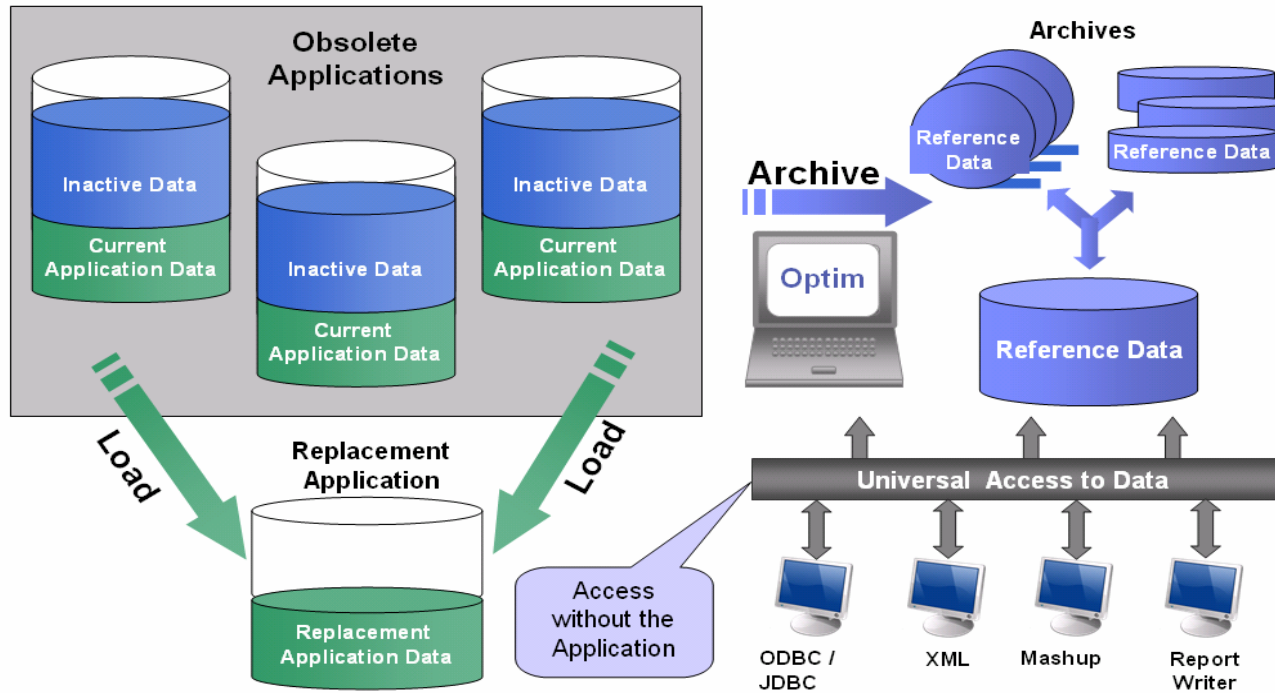 Obsolete
Applications
Inactive Data
Current
Application Data
Inactive Data
Current
Application Data
Inactive Data
Current
Application Data
Load
Load
Replacement
Application
Replacement
Application Data
Archives
Reference
Data
Reference Data
Archive
Optim
Reference Data
Universal Access to Data
Access
without the
Application
ODBC /
JDBC
XML
Mashup
Report
Writer